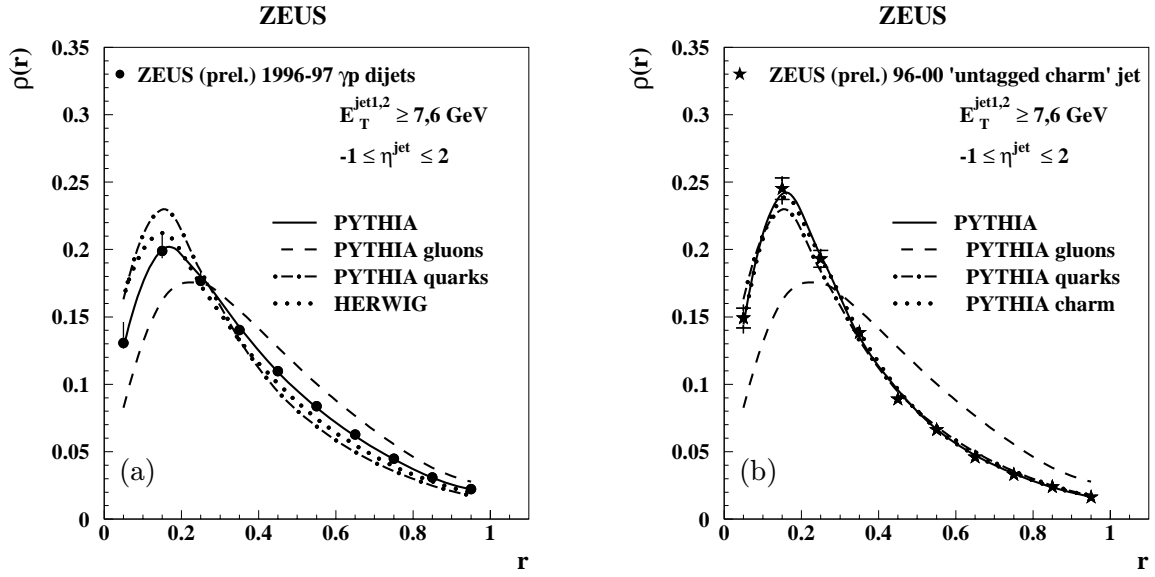 ZEUS
ρ(r)
0.35
0.3
0.25
0.2
0.15
0.1
0.05
0
ZEUS (prel.) 1996-97 γp dijets
E_T^jet1,2 ≥ 7,6 GeV
-1 ≤ η^jet ≤ 2
PYTHIA
PYTHIA gluons
PYTHIA quarks
HERWIG
(a)
0 0.2 0.4 0.6 0.8 1
r
ZEUS
ρ(r)
0.35
0.3
0.25
0.2
0.15
0.1
0.05
0
ZEUS (prel.) 96-00 'untagged charm' jet
E_T^jet1,2 ≥ 7,6 GeV
-1 ≤ η^jet ≤ 2
PYTHIA
PYTHIA gluons
PYTHIA quarks
PYTHIA charm
(b)
0 0.2 0.4 0.6 0.8 1
r